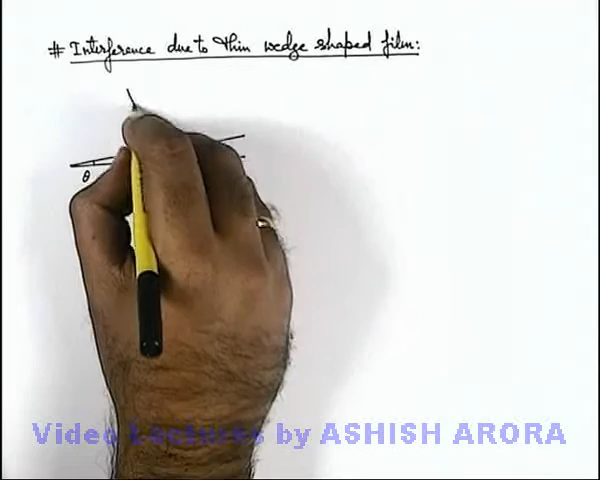 # Interference due to thin wedge shaped film:
θ
Video Lectures by ASHISH ARORA